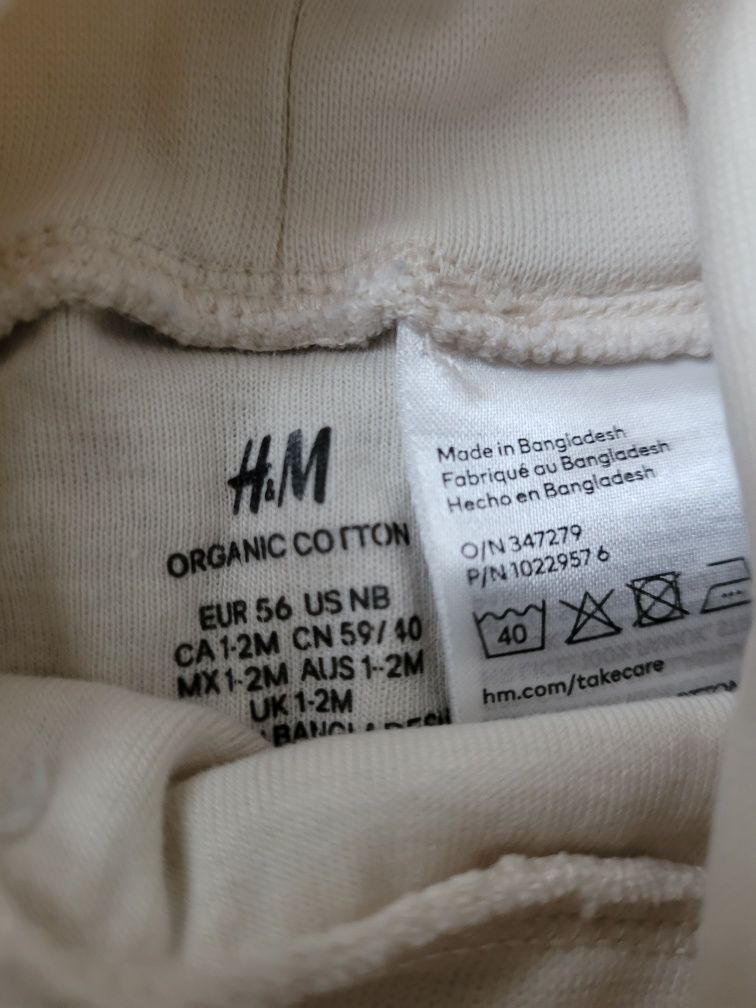 H&M
ORGANIC COTTON
EUR 56 US NB
CA 1-2M CN 59/40
MX 1-2M AUS 1-2M
UK 1-2M
BANGLADESH
Made in Bangladesh
Fabriqué au Bangladesh
Hecho en Bangladesh
O/N 347279
P/N 1022957 6
40
hm.com/takecare